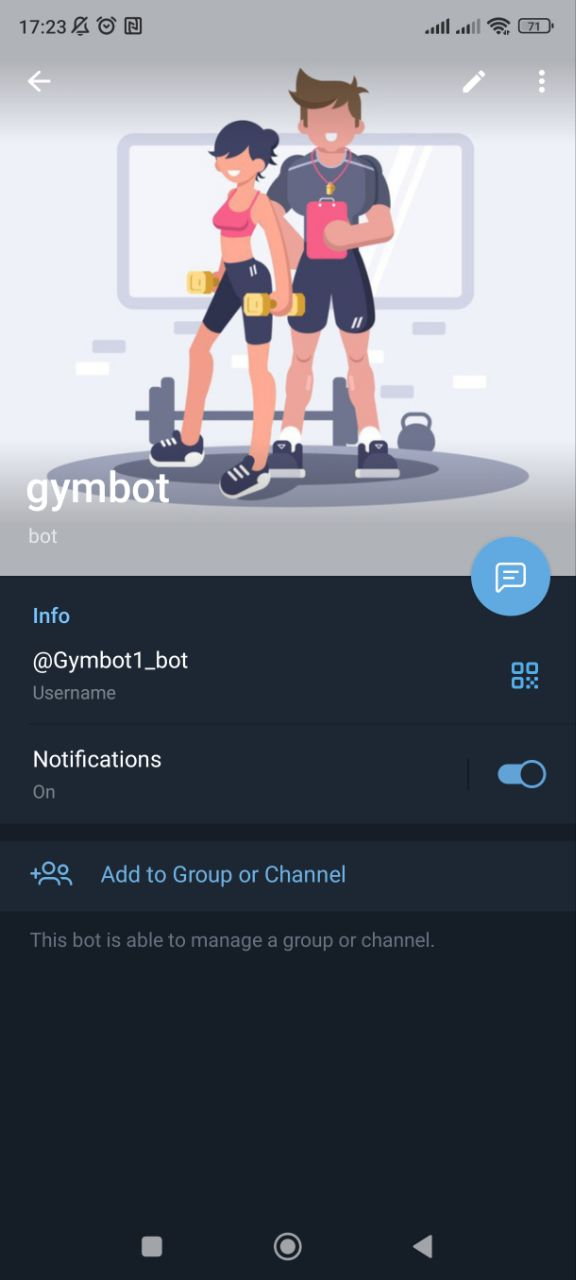 17:23
71
gymbot
bot
Info
@Gymbot1_bot
Username
Notifications
On
Add to Group or Channel
This bot is able to manage a group or channel.